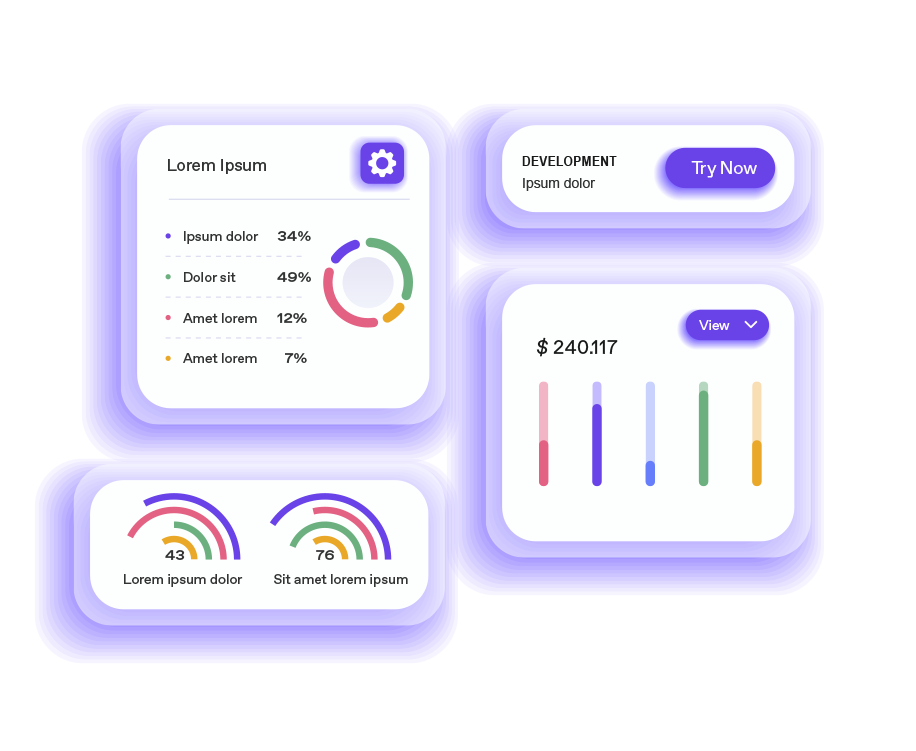 Lorem Ipsum
Ipsum dolor 34%
Dolor sit 49%
Amet lorem 12%
Amet lorem 7%
DEVELOPMENT
Ipsum dolor
Try Now
View
$ 240.117
43
Lorem ipsum dolor
76
Sit amet lorem ipsum